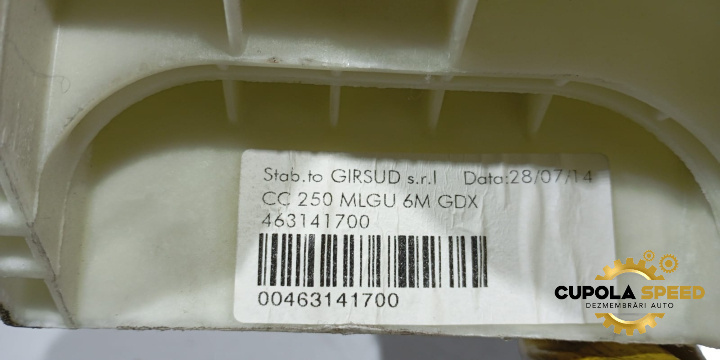 Stab.to GIRSUD s.r.l Data:28/07/14
CC 250 MLGU 6M GDX
463141700
00463141700
CUPOLA SPEED
DEZMEMBRĂRI AUTO